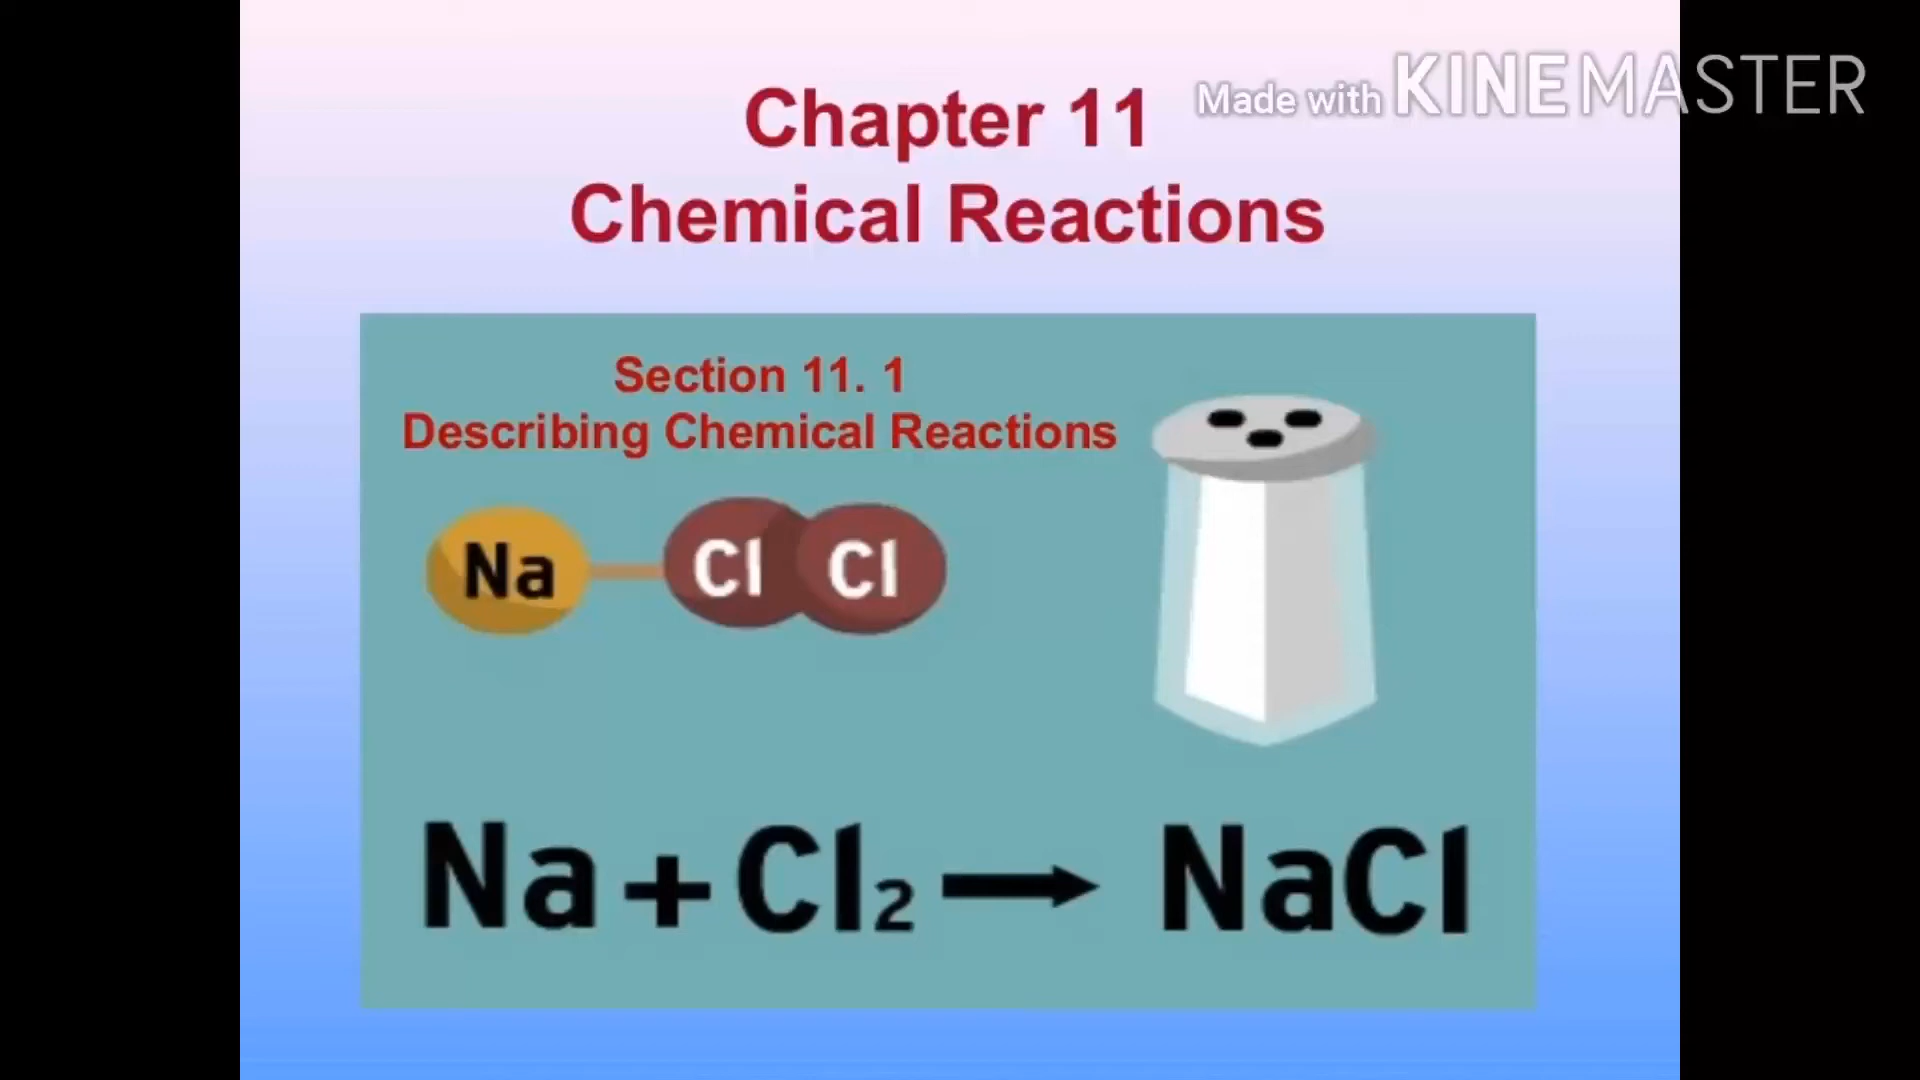 Chapter 11
Made with KINEMASTER
Chemical Reactions
Section 11. 1
Describing Chemical Reactions
Na Cl Cl
Na + Cl₂ → NaCl